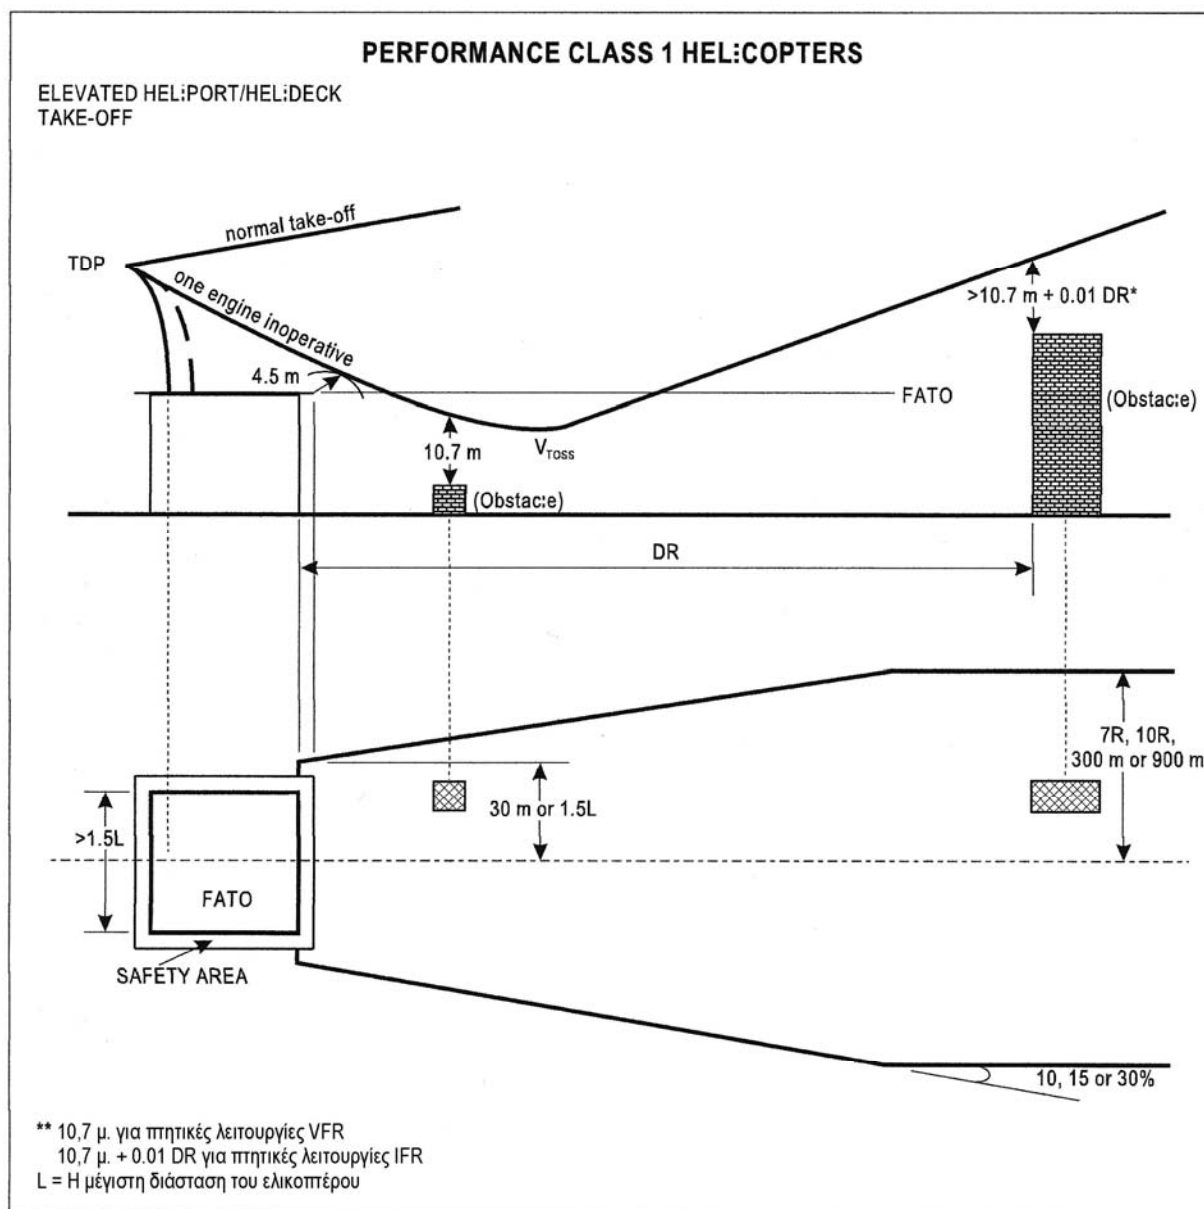 PERFORMANCE CLASS 1 HEL:COPTERS
ELEVATED HEL:PORT/HEL:DECK
TAKE-OFF
normal take-off
TDP
one engine inoperative
>10.7 m + 0.01 DR*
4.5 m
FATO
(Obstac:e)
10.7 m
V TOSS
(Obstac:e)
DR
7R, 10R,
300 m or 900 m
30 m or 1.5L
>1.5L
FATO
SAFETY AREA
10, 15 or 30%
** 10,7 μ. για πτητικές λειτουργίες VFR
10,7 μ. + 0.01 DR για πτητικές λειτουργίες IFR
L = Η μέγιστη διάσταση του ελικοπτέρου